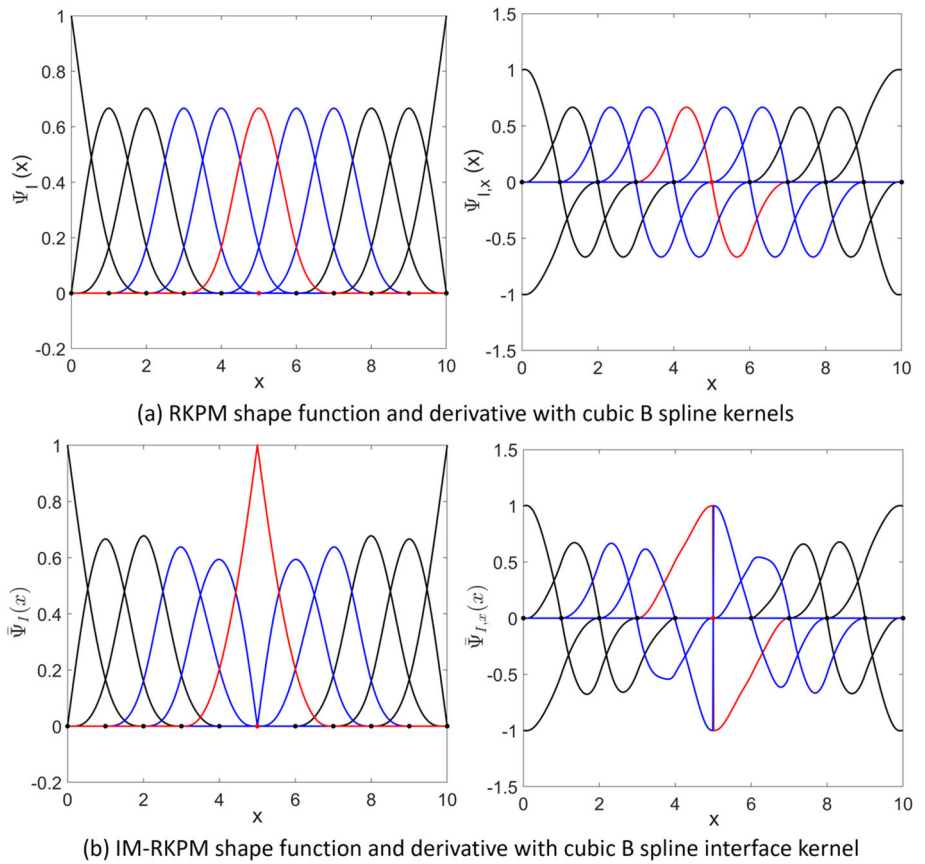 1
0.8
0.6
0.4
0.2
0
-0.2
Ψ_I(x)
0 2 4 6 8 10
x
1.5
1
0.5
0
-0.5
-1
-1.5
Ψ_I,x(x)
0 2 4 6 8 10
x
(a) RKPM shape function and derivative with cubic B spline kernels
1
0.8
0.6
0.4
0.2
0
-0.2
Ψ̄_I(x)
0 2 4 6 8 10
x
1.5
1
0.5
0
-0.5
-1
-1.5
Ψ̄_I,x(x)
0 2 4 6 8 10
x
(b) IM-RKPM shape function and derivative with cubic B spline interface kernel